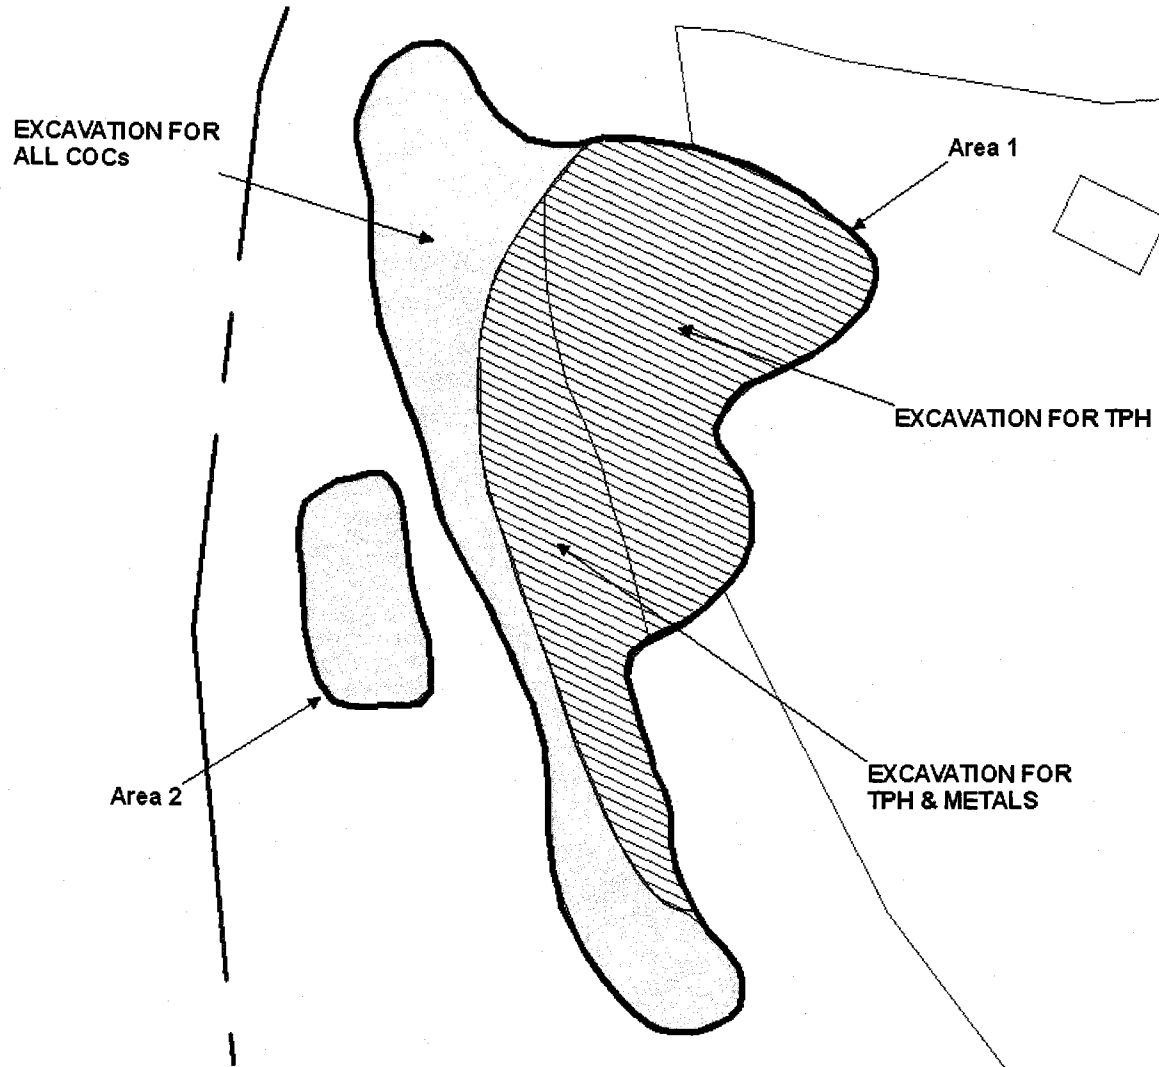 EXCAVATION FOR
ALL COCs
Area 1
EXCAVATION FOR TPH
EXCAVATION FOR
TPH & METALS
Area 2